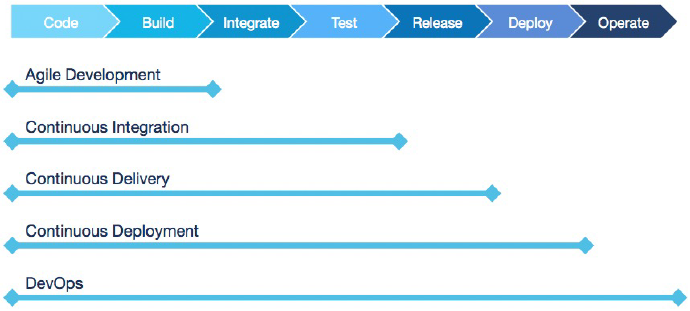 Code Build Integrate Test Release Deploy Operate
Agile Development
Continuous Integration
Continuous Delivery
Continuous Deployment
DevOps